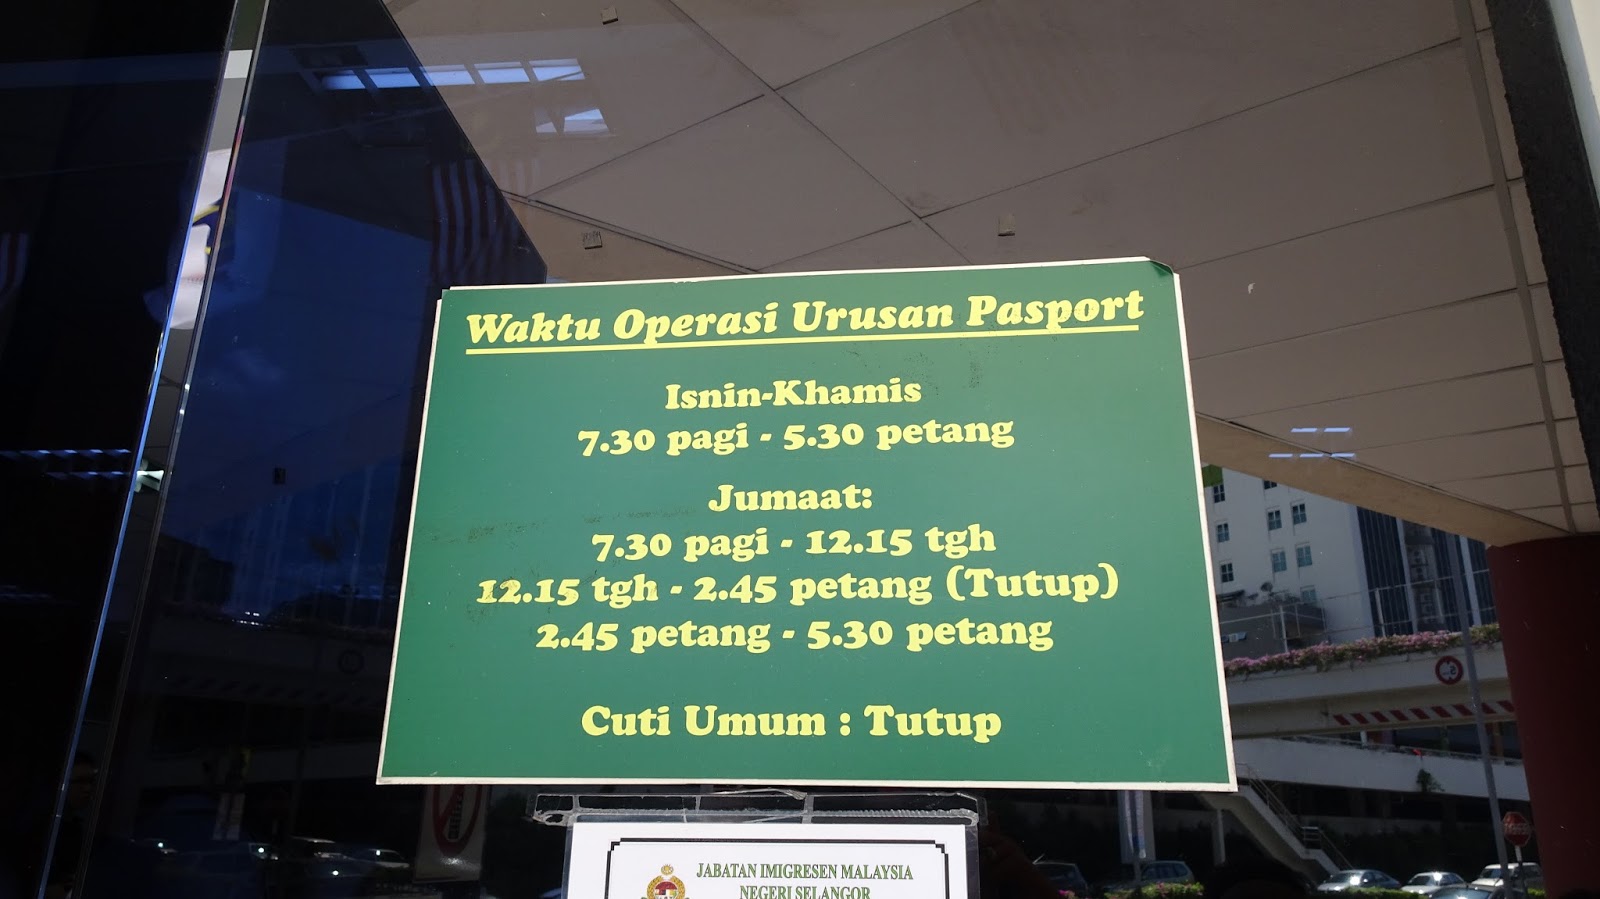 Waktu Operasi Urusan Pasport
Isnin-Khamis
7.30 pagi - 5.30 petang
Jumaat:
7.30 pagi - 12.15 tgh
12.15 tgh - 2.45 petang (Tutup)
2.45 petang - 5.30 petang
Cuti Umum : Tutup
JABATAN IMIGRESEN MALAYSIA
NEGERI SELANGOR